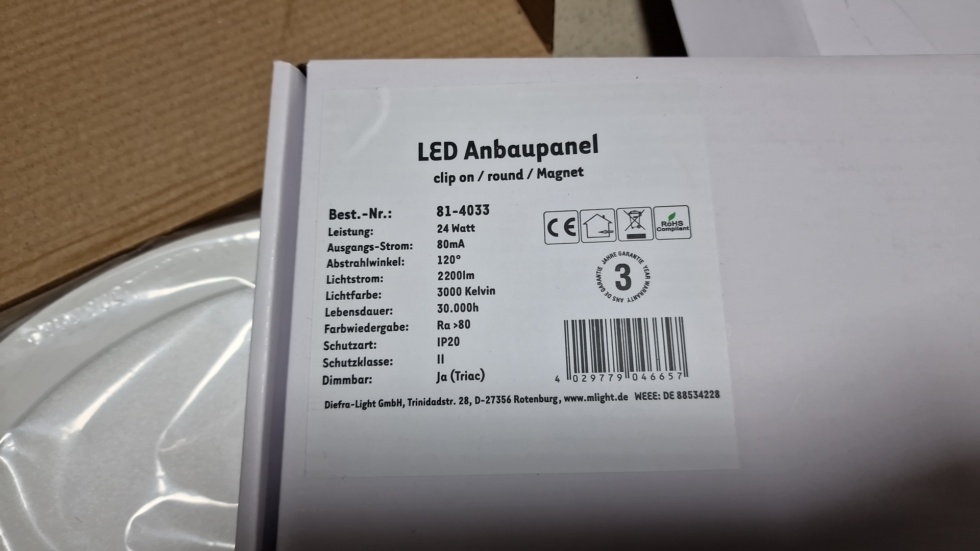 LED Anbaupanel
clip on / round / Magnet
Best.-Nr.: 81-4033
Leistung: 24 Watt
Ausgangs-Strom: 80mA
Abstrahlwinkel: 120°
Lichtstrom: 2200lm
Lichtfarbe: 3000 Kelvin
Lebensdauer: 30.000h
Farbwiedergabe: Ra >80
Schutzart: IP20
Schutzklasse: II
Dimmbar: Ja (Triac)
CE
RoHS
Compliant
JAHRE GARANTIE YEAR WARRANTY ANS DE GARANTIE
3
4 029779 046657
Diefra-Light GmbH, Trinidadstr. 28, D-27356 Rotenburg, www.mlight.de WEEE: DE 88534228